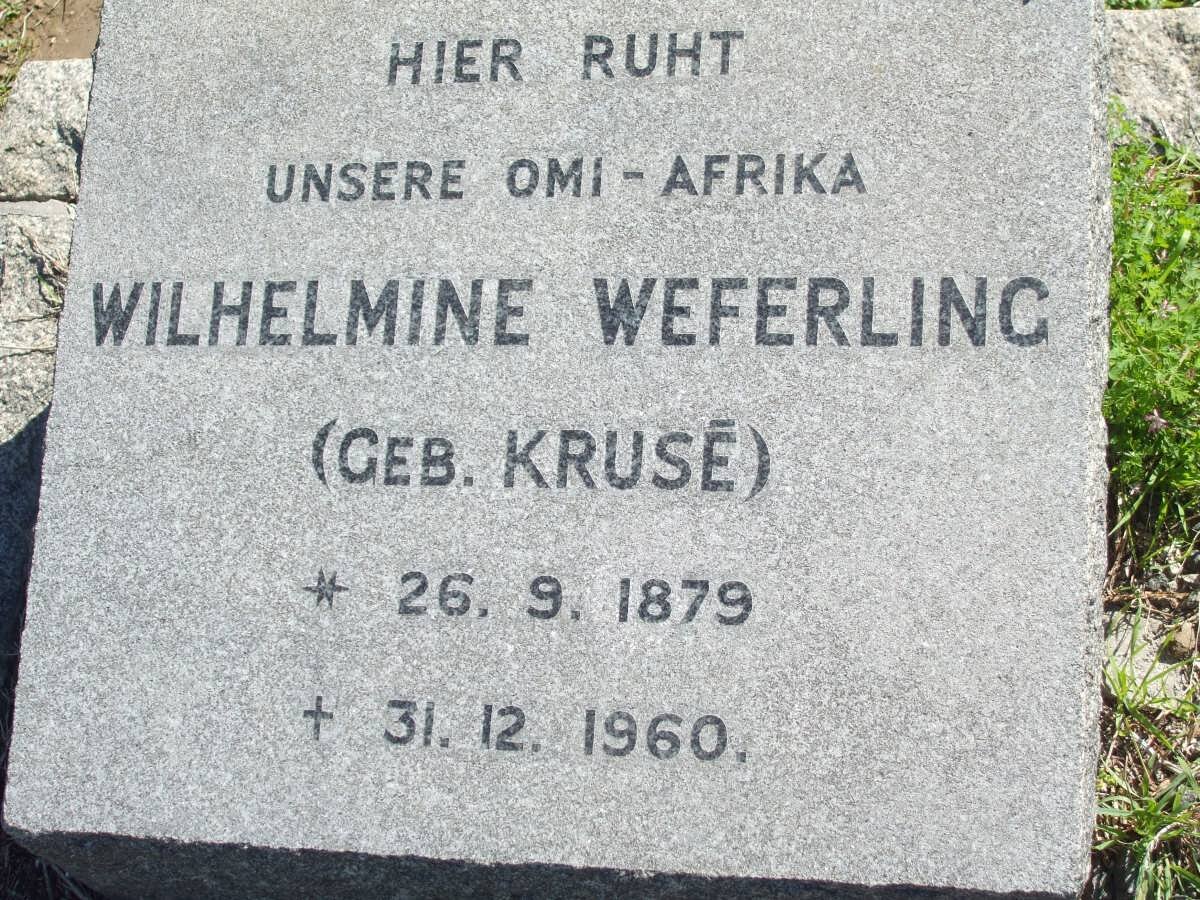 HIER RUHT
UNSERE OMI - AFRIKA
WILHELMINE WEFERLING
(GEB. KRUSĒ)
* 26. 9. 1879
† 31. 12. 1960.